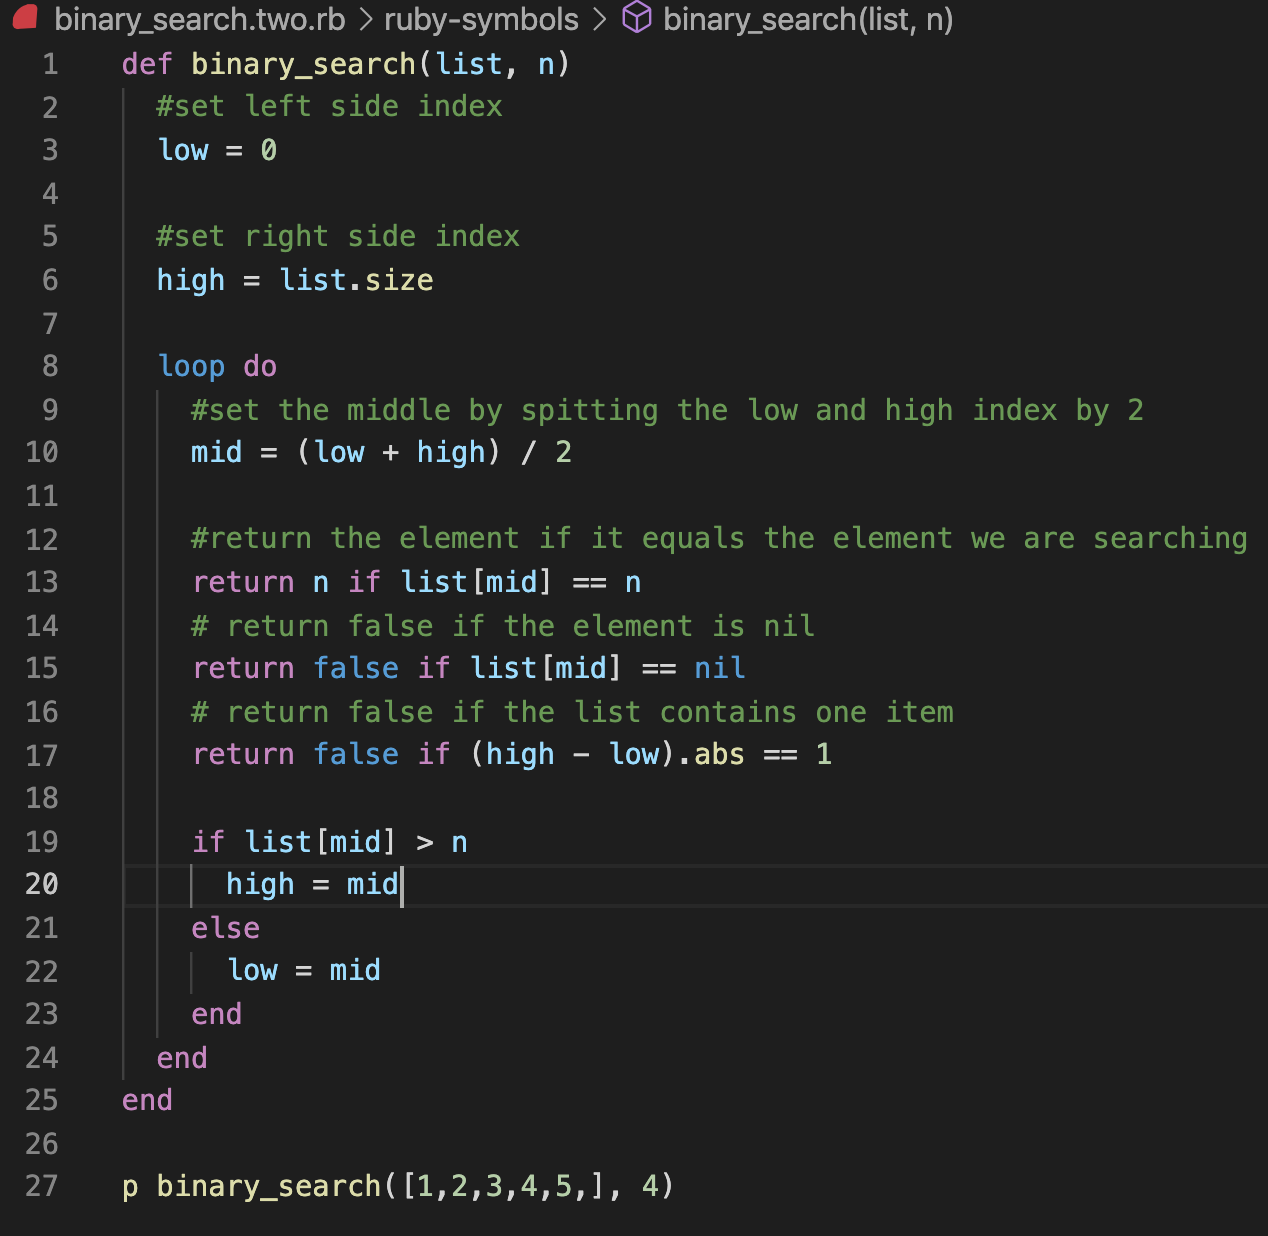 binary_search.two.rb > ruby-symbols > binary_search(list, n)
1 def binary_search(list, n)
2   #set left side index
3   low = 0
4
5   #set right side index
6   high = list.size
7
8   loop do
9     #set the middle by spitting the low and high index by 2
10     mid = (low + high) / 2
11
12     #return the element if it equals the element we are searching
13     return n if list[mid] == n
14     # return false if the element is nil
15     return false if list[mid] == nil
16     # return false if the list contains one item
17     return false if (high - low).abs == 1
18
19     if list[mid] > n
20       high = mid
21     else
22       low = mid
23     end
24   end
25 end
26
27 p binary_search([1,2,3,4,5,], 4)